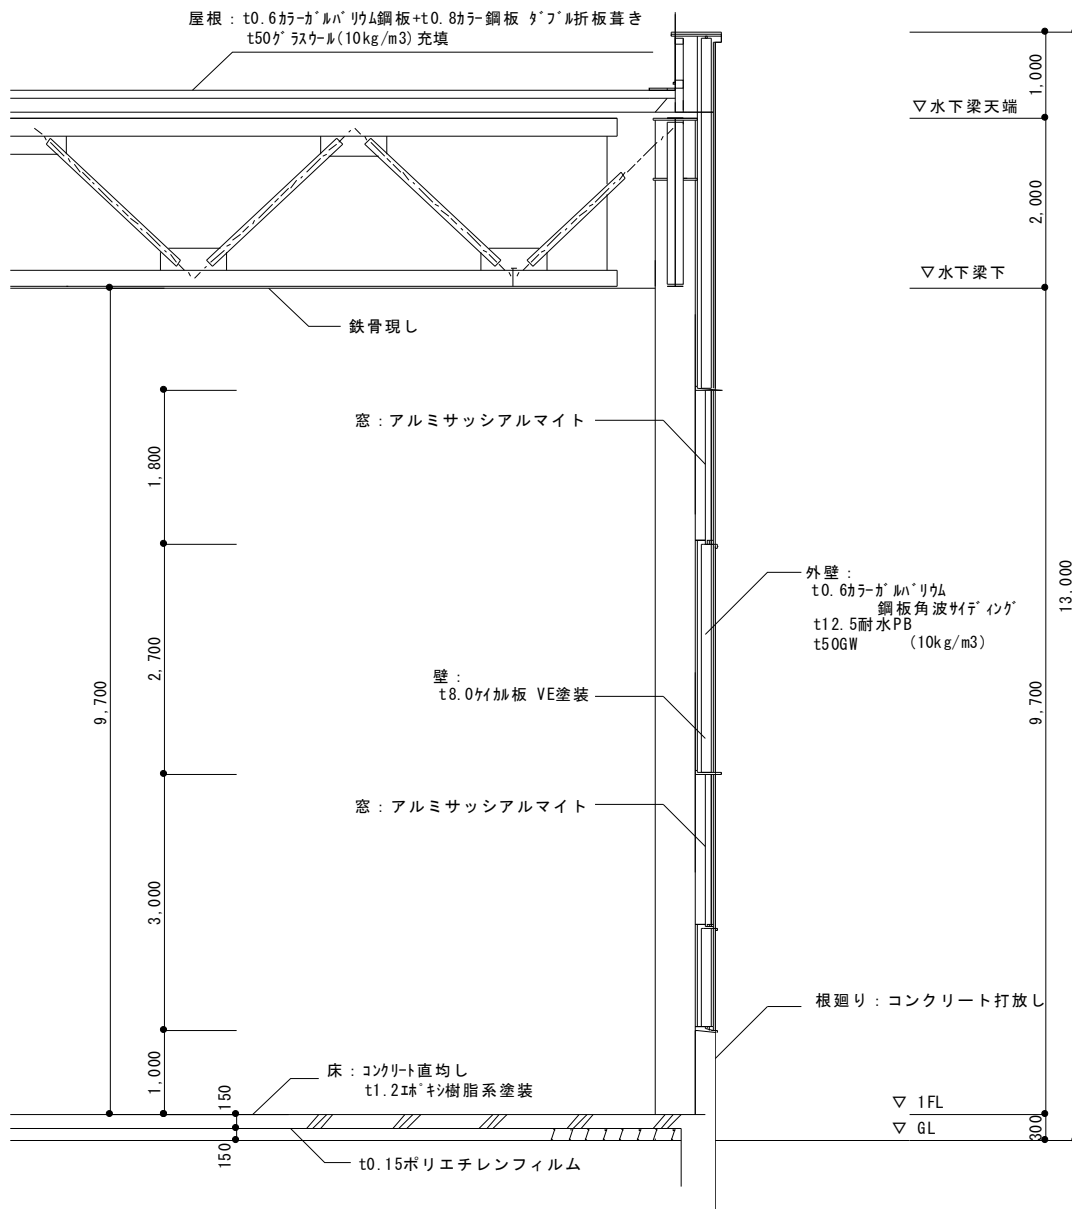 屋根：t0.6ｶﾗｰｶﾞﾙﾊﾞﾘｳﾑ鋼板+t0.8ｶﾗｰ鋼板 ﾀﾞﾌﾞﾙ折板葺き
t50ｸﾞﾗｽｳｰﾙ(10kg/m3)充填
1,000
▽水下梁天端
2,000
▽水下梁下
鉄骨現し
窓：アルミサッシアルマイト
1,800
外壁：
t0.6ｶﾗｰｶﾞﾙﾊﾞﾘｳﾑ
鋼板角波ｻｲﾃﾞｨﾝｸﾞ
t12.5耐水PB
t50GW (10kg/m3)
13,000
2,700
壁：
t8.0ｹｲｶﾙ板 VE塗装
9,700
9,700
窓：アルミサッシアルマイト
3,000
根廻り：コンクリート打放し
1,000
床：ｺﾝｸﾘｰﾄ直均し
t1.2ｴﾎﾟｷｼ樹脂系塗装
150
▽ 1FL
▽ GL
300
150
t0.15ポリエチレンフィルム